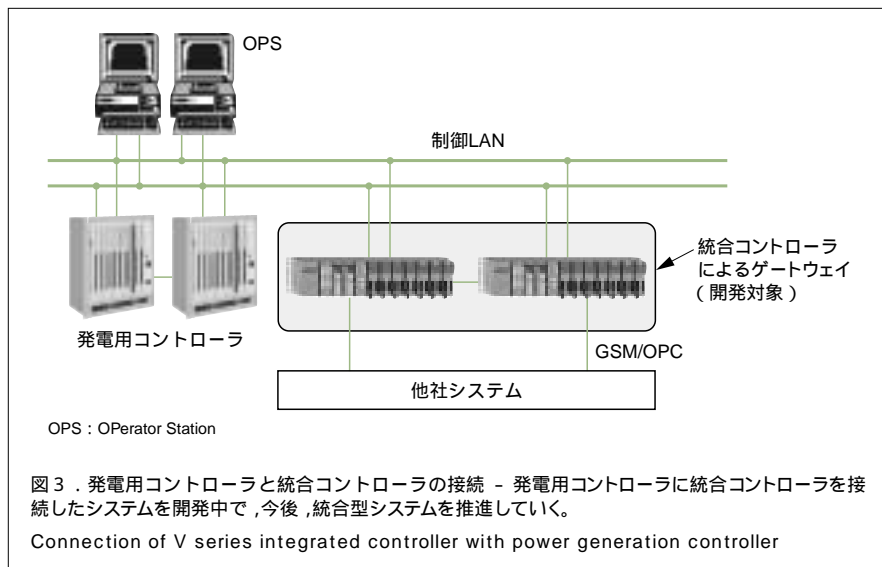 OPS
制御LAN
統合コントローラ
によるゲートウェイ
(開発対象)
発電用コントローラ
GSM/OPC
他社システム
OPS:OPerator Station
図3.発電用コントローラと統合コントローラの接続 - 発電用コントローラに統合コントローラを接
続したシステムを開発中で,今後,統合型システムを推進していく。
Connection of V series integrated controller with power generation controller